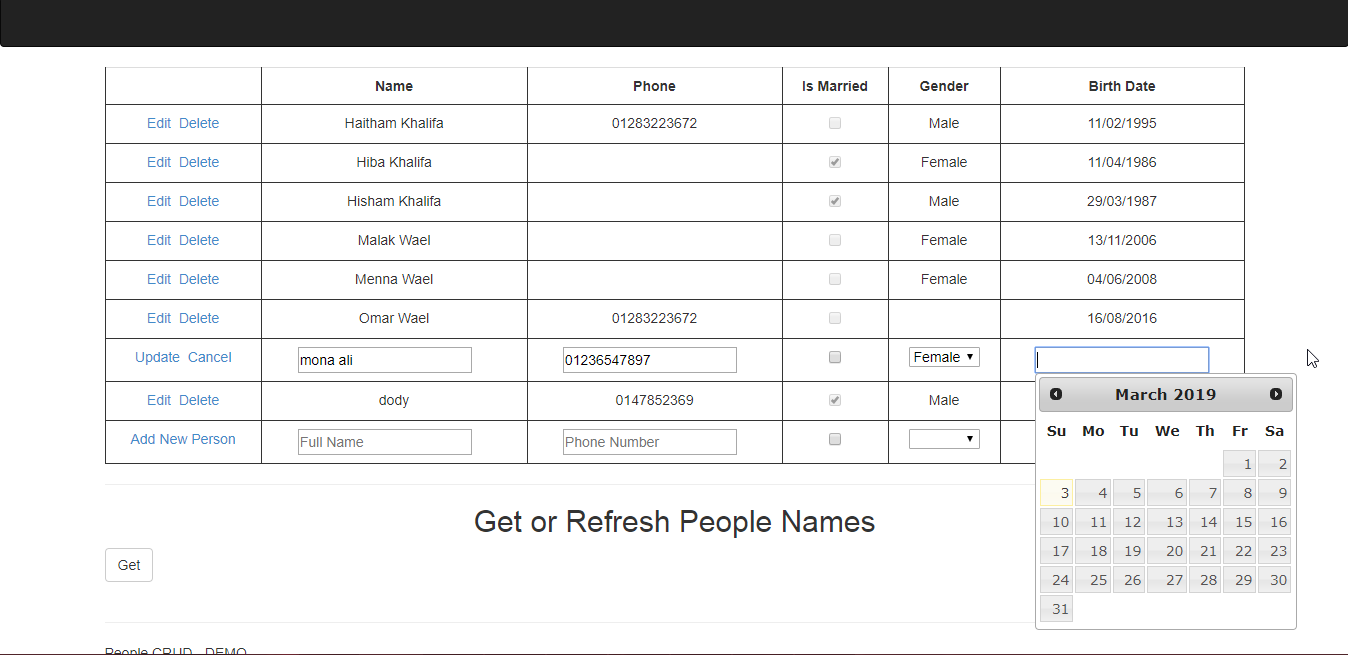 Name Phone Is Married Gender Birth Date
Edit Delete Haitham Khalifa 01283223672 Male 11/02/1995
Edit Delete Hiba Khalifa Female 11/04/1986
Edit Delete Hisham Khalifa Male 29/03/1987
Edit Delete Malak Wael Female 13/11/2006
Edit Delete Menna Wael Female 04/06/2008
Edit Delete Omar Wael 01283223672 16/08/2016
Update Cancel mona ali 01236547897 Female
Edit Delete dody 0147852369 Male
Add New Person Full Name Phone Number
March 2019
Su Mo Tu We Th Fr Sa
1 2
3 4 5 6 7 8 9
10 11 12 13 14 15 16
17 18 19 20 21 22 23
24 25 26 27 28 29 30
31
Get or Refresh People Names
Get
People CRUD - DEMO